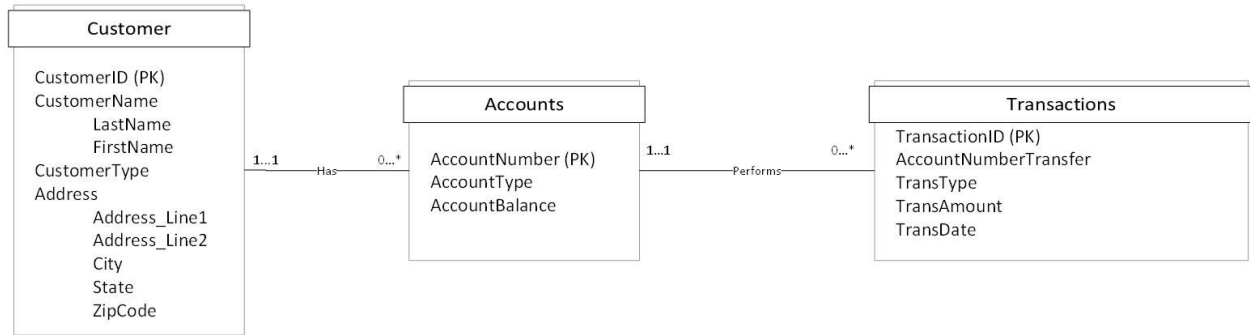 Customer
CustomerID (PK)
CustomerName
LastName
FirstName
CustomerType
Address
Address_Line1
Address_Line2
City
State
ZipCode
1...1
Has
0...*
Accounts
AccountNumber (PK)
AccountType
AccountBalance
1...1
Performs
0...*
Transactions
TransactionID (PK)
AccountNumberTransfer
TransType
TransAmount
TransDate